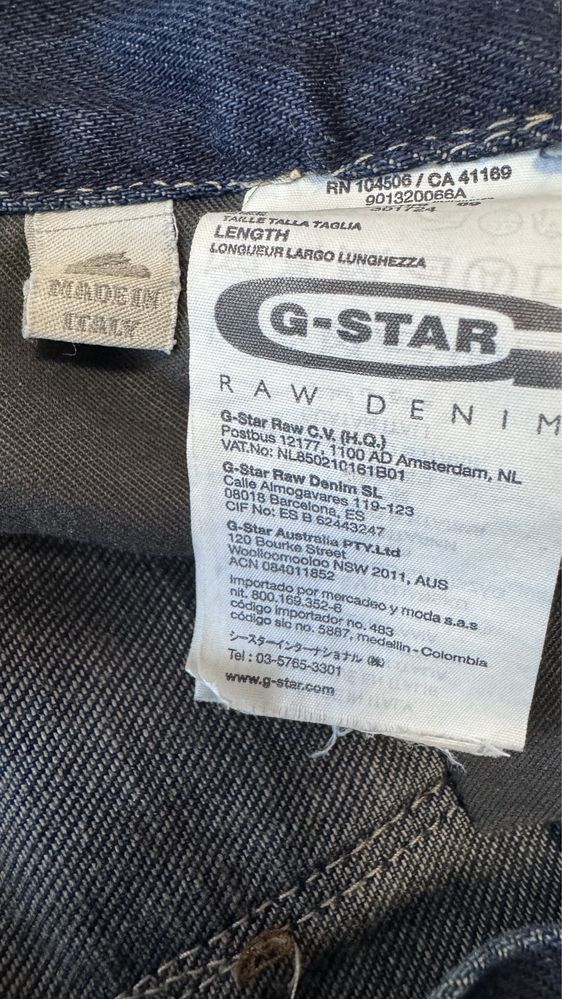 RN 104506 / CA 41169
901320066A
TAILLE TALLA TAGLIA
LENGTH
LONGUEUR LARGO LUNGHEZZA
MADE IN
ITALY
G-STAR
RAW DENIM
G-Star Raw C.V. (H.Q.)
Postbus 12177, 1100 AD Amsterdam, NL
VAT.No: NL850210161B01
G-Star Raw Denim SL
Calle Almogavares 119-123
08018 Barcelona, ES
CIF No: ES B 62443247
G-Star Australia PTY.Ltd
120 Bourke Street
Woolloomooloo NSW 2011, AUS
ACN 084011852
importado por mercadeo y moda s.a.s
nit. 800.169.352-6
código importador no. 483
código sic no. 5887, medellin - Colombia
ジースターインターナショナル (株)
Tel : 03-5765-3301
www.g-star.com